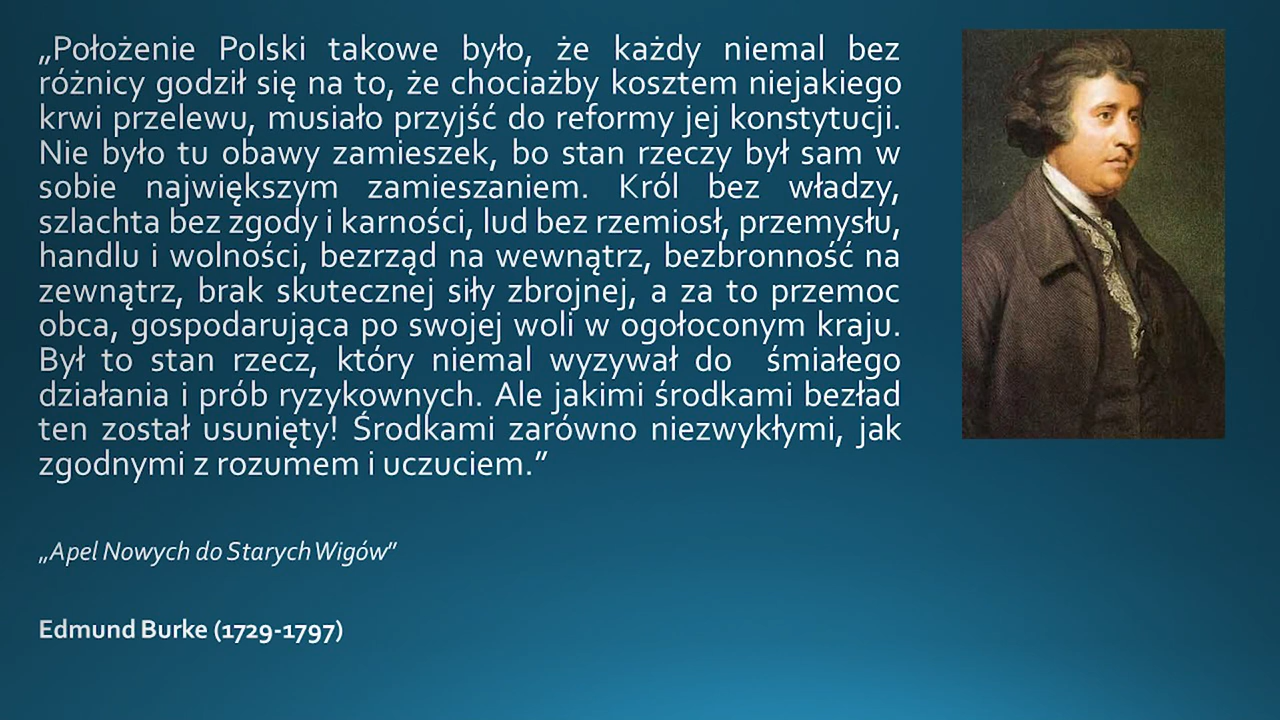 „Położenie Polski takowe było, że każdy niemal bez
różnicy godził się na to, że chociażby kosztem niejakiego
krwi przelewu, musiało przyjść do reformy jej konstytucji.
Nie było tu obawy zamieszek, bo stan rzeczy był sam w
sobie największym zamieszaniem. Król bez władzy,
szlachta bez zgody i karności, lud bez rzemiosł, przemysłu,
handlu i wolności, bezrząd na wewnątrz, bezbronność na
zewnątrz, brak skutecznej siły zbrojnej, a za to przemoc
obca, gospodarująca po swojej woli w ogołoconym kraju.
Był to stan rzecz, który niemal wyzywał do śmiałego
działania i prób ryzykownych. Ale jakimi środkami bezład
ten został usunięty! Środkami zarówno niezwykłymi, jak
zgodnymi z rozumem i uczuciem.”
„Apel Nowych do Starych Wigów”
Edmund Burke (1729-1797)